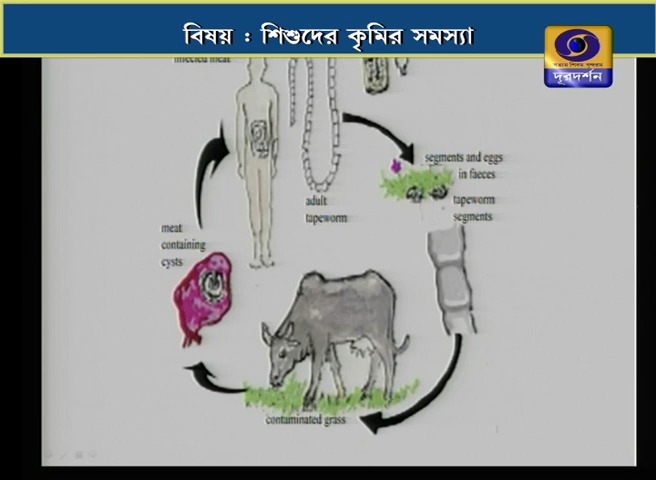 বিষয় : শিশুদের কৃমির সমস্যা
দূরদর্শন
infected meat
segments and eggs
in faeces
adult
tapeworm
tapeworm
segments
meat
containing
cysts
contaminated grass